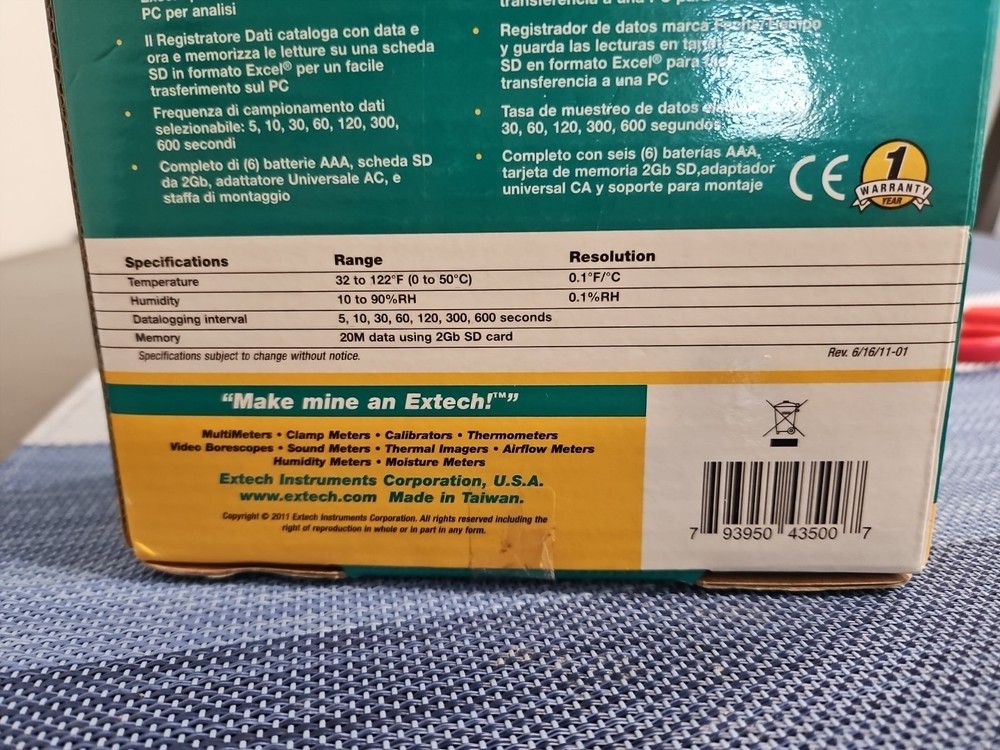 PC per analisi
Il Registratore Dati cataloga con data e
ora e memorizza le letture su una scheda
SD in formato Excel® per un facile
trasferimento sul PC
Frequenza di campionamento dati
selezionabile: 5, 10, 30, 60, 120, 300,
600 secondi
Completo di (6) batterie AAA, scheda SD
da 2Gb, adattatore Universale AC, e
staffa di montaggio
transferencia a una PC
Registrador de datos marca Fecha/Tiempo
y guarda las lecturas en
SD en formato Excel® para
transferencia a una PC
Tasa de muestreo de datos
30, 60, 120, 300, 600 segundos
Completo con seis (6) baterías AAA,
tarjeta de memoria 2Gb SD,adaptador
universal CA y soporte para montaje
CE
1
WARRANTY
YEAR
Specifications Range Resolution
Temperature 32 to 122°F (0 to 50°C) 0.1°F/°C
Humidity 10 to 90%RH 0.1%RH
Datalogging interval 5, 10, 30, 60, 120, 300, 600 seconds
Memory 20M data using 2Gb SD card
Specifications subject to change without notice. Rev. 6/16/11-01
“Make mine an Extech!™”
MultiMeters • Clamp Meters • Calibrators • Thermometers
Video Borescopes • Sound Meters • Thermal Imagers • Airflow Meters
Humidity Meters • Moisture Meters
Extech Instruments Corporation, U.S.A.
www.extech.com Made in Taiwan.
Copyright © 2011 Extech Instruments Corporation. All rights reserved including the
right of reproduction in whole or in part in any form.
7 93950 43500 7